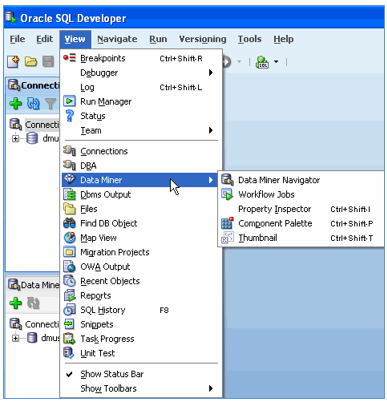 Oracle SQL Developer
File Edit View Navigate Run Versioning Tools Help
Connecti
Connecti
dmus
Breakpoints Ctrl+Shift-R
Debugger
Log Ctrl+Shift-L
Run Manager
Status
Team
Connections
DBA
Data Miner
Dbms Output
Files
Find DB Object
Map View
Migration Projects
OWA Output
Recent Objects
Reports
SQL History F8
Snippets
Task Progress
Unit Test
Show Status Bar
Show Toolbars
Data Miner Navigator
Workflow Jobs
Property Inspector Ctrl+Shift-I
Component Palette Ctrl+Shift-P
Thumbnail Ctrl+Shift-T
Data Mine
Connecti
dmus